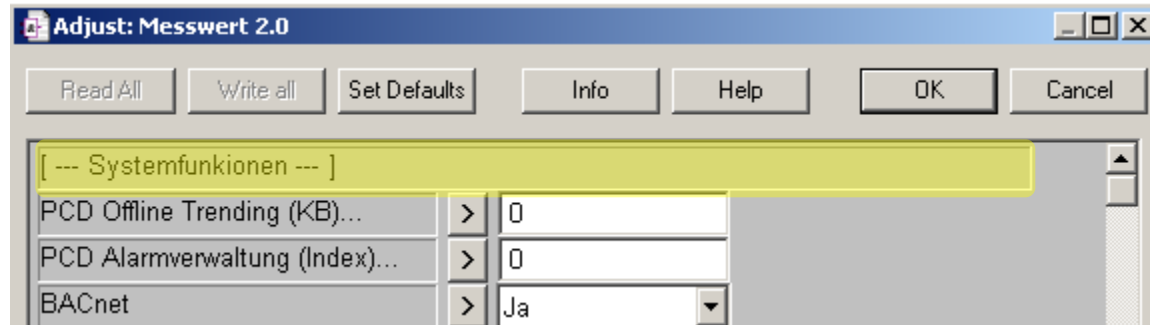 Adjust: Messwert 2.0
Read All Write all Set Defaults Info Help OK Cancel
[ --- Systemfunkionen --- ]
PCD Offline Trending (KB)... > 0
PCD Alarmverwaltung (Index)... > 0
BACnet > Ja